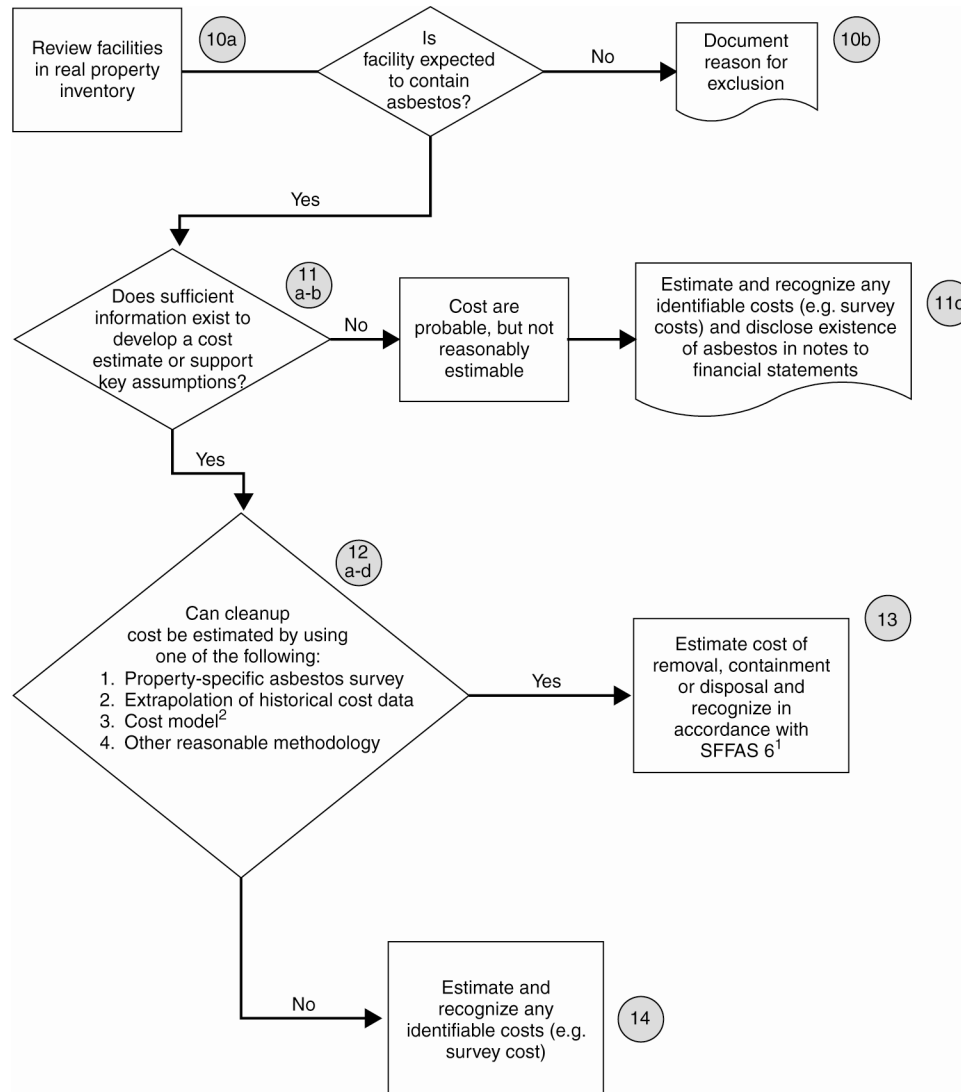 Review facilities
in real property
inventory
10a
Is
facility expected
to contain
asbestos?
No
Document
reason for
exclusion
10b
Yes
Does sufficient
information exist to
develop a cost
estimate or support
key assumptions?
11
a-b
No
Cost are
probable, but not
reasonably
estimable
Estimate and recognize any
identifiable costs (e.g. survey
costs) and disclose existence
of asbestos in notes to
financial statements
11c
Yes
12
a-d
Can cleanup
cost be estimated by using
one of the following:
1. Property-specific asbestos survey
2. Extrapolation of historical cost data
3. Cost model²
4. Other reasonable methodology
Yes
13
Estimate cost of
removal, containment
or disposal and
recognize in
accordance with
SFFAS 6¹
No
Estimate and
recognize any
identifiable costs (e.g.
survey cost)
14